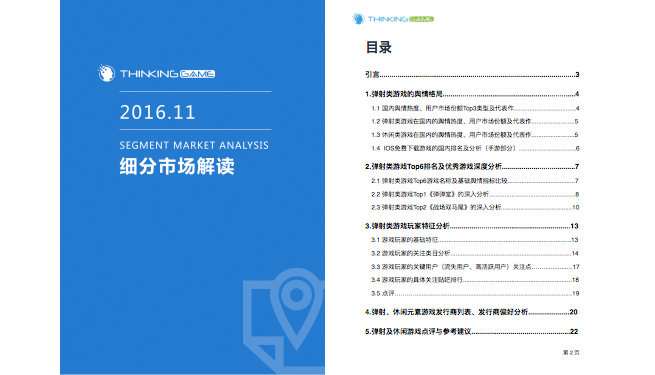 THINKINGGAME
2016.11
SEGMENT MARKET ANALYSIS
细分市场解读
THINKINGGAME
目录
引言 3
1.弹射类游戏的舆情格局 4
1.1 国内舆情热度、用户市场份额Top3类型及代表作 4
1.2 弹射类游戏在国内的舆情热度、用户市场份额及代表作 5
1.3 休闲类游戏在国内的舆情热度、用户市场份额及代表作 5
1.4 IOS免费下载游戏的国内排名及分析（手游部分） 6
2.弹射类游戏Top6排名及优秀游戏深度分析 7
2.1 弹射类游戏Top6游戏名称及基础舆情指标比较 7
2.2 弹射类游戏Top1《弹弹堂》的深入分析 8
2.3 弹射类游戏Top2《战场双马尾》的深入分析 10
3.弹射类游戏玩家特征分析 13
3.1 游戏玩家的基础特征 13
3.2 游戏玩家的关注类目分析 14
3.3 游戏玩家的关键用户（流失用户、高活跃用户）关注点 17
3.4 游戏玩家的具体关注贴吧排行 18
3.5 点评 19
4.弹射、休闲元素游戏发行商列表、发行商偏好分析 20
5.弹射及休闲游戏点评与参考建议 22
第 2 页